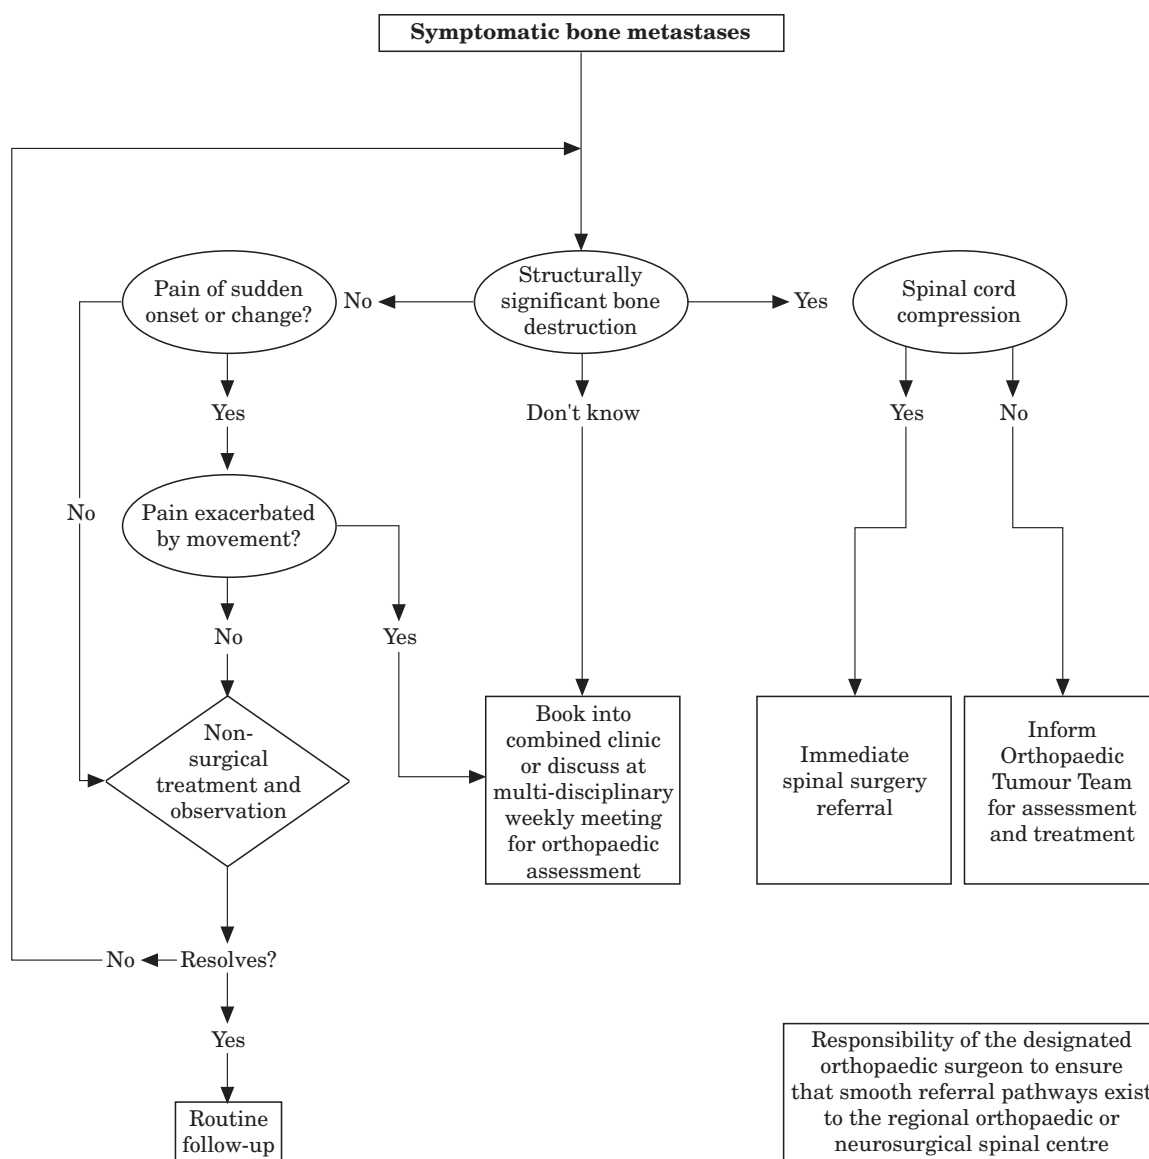 Symptomatic bone metastases
Pain of sudden
onset or change?
No
Structurally
significant bone
destruction
Yes
Spinal cord
compression
Yes
Don't know
Yes
No
No
Pain exacerbated
by movement?
No
Yes
Non-
surgical
treatment and
observation
Book into
combined clinic
or discuss at
multi-disciplinary
weekly meeting
for orthopaedic
assessment
Immediate
spinal surgery
referral
Inform
Orthopaedic
Tumour Team
for assessment
and treatment
No
Resolves?
Yes
Routine
follow-up
Responsibility of the designated
orthopaedic surgeon to ensure
that smooth referral pathways exist
to the regional orthopaedic or
neurosurgical spinal centre